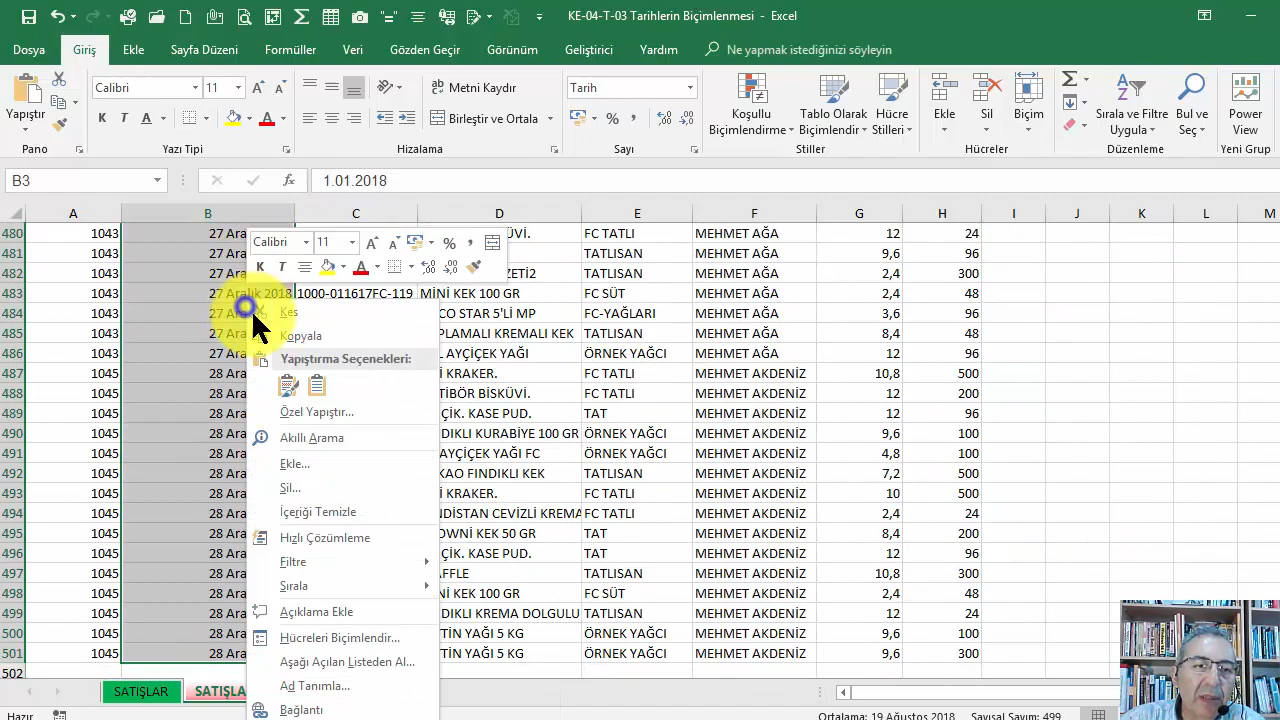 KE-04-T-03 Tarihlerin Biçimlenmesi - Excel
Dosya Giriş Ekle Sayfa Düzeni Formüller Veri Gözden Geçir Görünüm Geliştirici Yardım Ne yapmak istediğinizi söyleyin
Yapıştır
Calibri 11
K T A
Metni Kaydır
Birleştir ve Ortala
Tarih
Koşullu Biçimlendirme
Tablo Olarak Biçimlendir
Hücre Stilleri
Ekle Sil Biçim
Sırala ve Filtre Uygula
Bul ve Seç
Power View
Pano Yazı Tipi Hizalama Sayı Stiller Hücreler Düzenleme Yeni Grup
B3 fx 1.01.2018
A B C D E F G H I J K L M
480 1043 27 Ara Vİ. FC TATLI MEHMET AĞA 12 24
481 1043 27 Ara TATLISAN MEHMET AĞA 9,6 96
482 1043 27 Ara ZETİ2 TATLISAN MEHMET AĞA 2,4 300
483 1043 27 Aralık 2018 1000-011617FC-119 MİNİ KEK 100 GR FC SÜT MEHMET AĞA 2,4 48
484 1043 27 Ara CO STAR 5'Lİ MP FC-YAĞLARI MEHMET AĞA 3,6 96
485 1043 27 Ara PLAMALI KREMALI KEK TATLISAN MEHMET AĞA 8,4 48
486 1043 27 Ara L AYÇİÇEK YAĞI ÖRNEK YAĞCI MEHMET AĞA 12 96
487 1045 28 Ara Nİ KRAKER. FC TATLI MEHMET AKDENİZ 10,8 500
488 1045 28 Ara TİBÖR BİSKÜVİ. FC TATLI MEHMET AKDENİZ 12 200
489 1045 28 Ara ÇİK. KASE PUD. TAT MEHMET AKDENİZ 12 96
490 1045 28 Ara DIKLI KURABİYE 100 GR ÖRNEK YAĞCI MEHMET AKDENİZ 9,6 100
491 1045 28 Ara AYÇİÇEK YAĞI FC ÖRNEK YAĞCI MEHMET AKDENİZ 4,8 100
492 1045 28 Ara KAO FINDIKLI KEK TATLISAN MEHMET AKDENİZ 7,2 500
493 1045 28 Ara Nİ KRAKER. TATLISAN MEHMET AKDENİZ 10 500
494 1045 28 Ara NDİSTAN CEVİZLİ KREMA FC TATLI MEHMET AKDENİZ 2,4 24
495 1045 28 Ara OWNİ KEK 50 GR TAT MEHMET AKDENİZ 8,4 200
496 1045 28 Ara ÇİK. KASE PUD. TAT MEHMET AKDENİZ 12 96
497 1045 28 Ara AFFLE TATLISAN MEHMET AKDENİZ 10,8 300
498 1045 28 Ara Nİ KEK 100 GR FC SÜT MEHMET AKDENİZ 2,4 48
499 1045 28 Ara DIKLI KREMA DOLGULU TATLISAN MEHMET AKDENİZ 9,6 300
500 1045 28 Ara TİN YAĞI 5 KG ÖRNEK YAĞCI MEHMET AKDENİZ 9,6 100
501 1045 28 Ara TİN YAĞI 5 KG ÖRNEK YAĞCI MEHMET AKDENİZ 9,6 300
502
Calibri 11
K T
Kes
Kopyala
Yapıştırma Seçenekleri:
Özel Yapıştır...
Akıllı Arama
Ekle...
Sil...
İçeriği Temizle
Hızlı Çözümleme
Filtre
Sırala
Açıklama Ekle
Hücreleri Biçimlendir...
Aşağı Açılan Listeden Al...
Ad Tanımla...
Bağlantı
SATIŞLAR SATIŞLA
Hazır Ortalama: 19 Ağustos 2018 Sayısal Sayım: 499